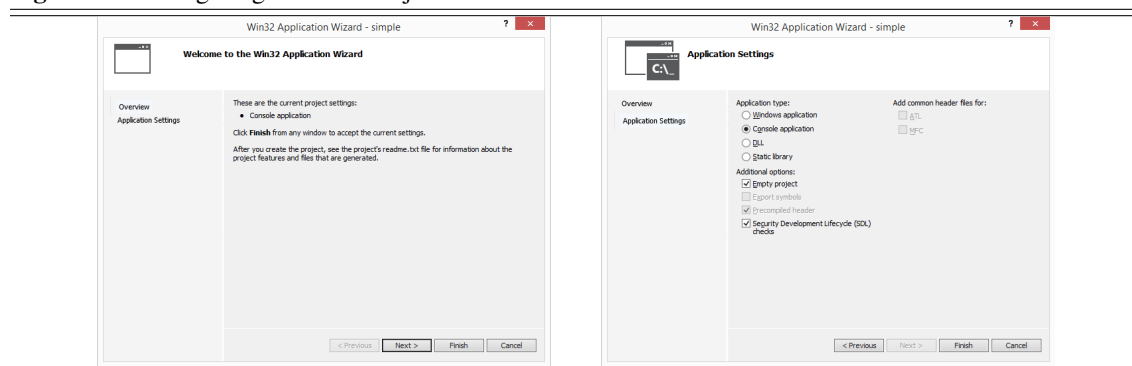 Win32 Application Wizard - simple
? ×
Welcome to the Win32 Application Wizard
Overview
Application Settings
These are the current project settings:
• Console application
Click Finish from any window to accept the current settings.
After you create the project, see the project's readme.txt file for information about the
project features and files that are generated.
< Previous Next > Finish Cancel
Win32 Application Wizard - simple
? ×
C:\_
Application Settings
Overview
Application Settings
Application type:
Windows application
Console application
DLL
Static library
Additional options:
Empty project
Export symbols
Precompiled header
Security Development Lifecycle (SDL)
checks
Add common header files for:
ATL
MFC
< Previous Next > Finish Cancel